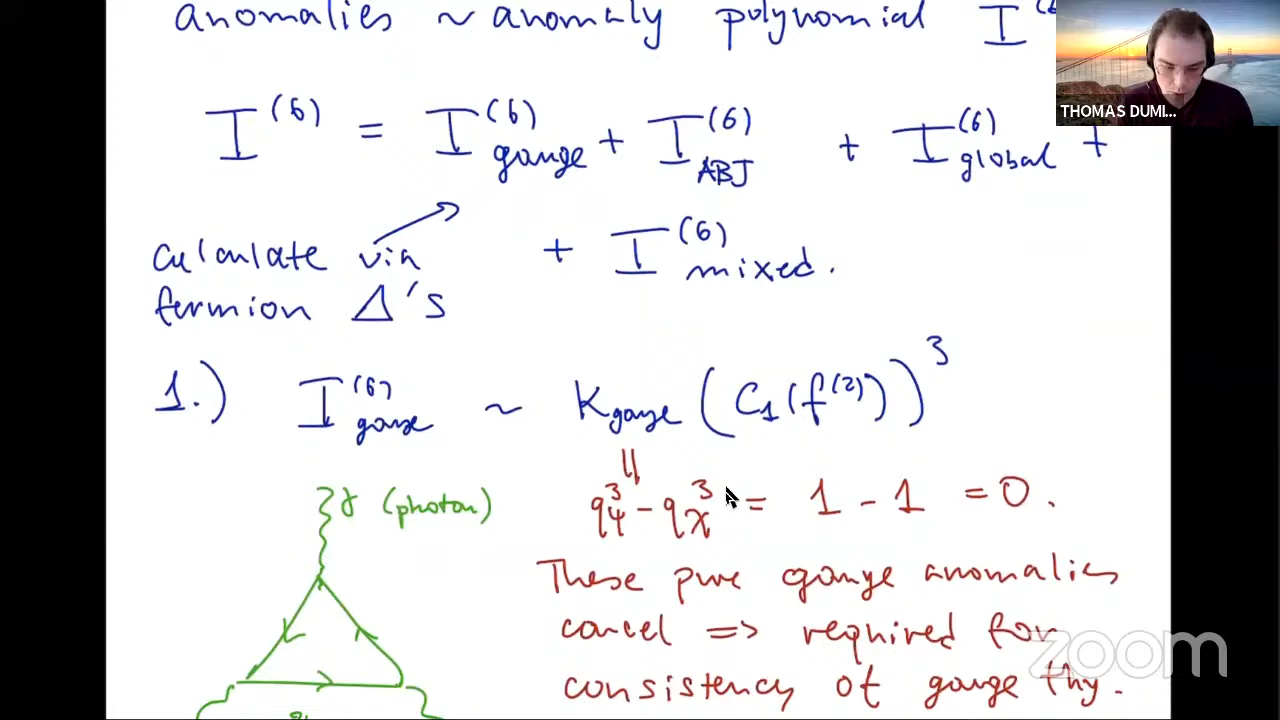 anomalies ~ anomaly polynomial I^(6
THOMAS DUMI...
I^(6) = I^(6)_gauge + I^(6)_ABJ + I^(6)_global +
calculate via
+ I^(6)_mixed.
fermion Δ's
1.) I^(6)_gauge ~ K_gauge (C_1(f^(2)))^3
γ (photon)
q_ψ^3 - q_χ^3 = 1 - 1 = 0.
These pure gauge anomalies
cancel => required for
consistency of gauge thy.
zoom